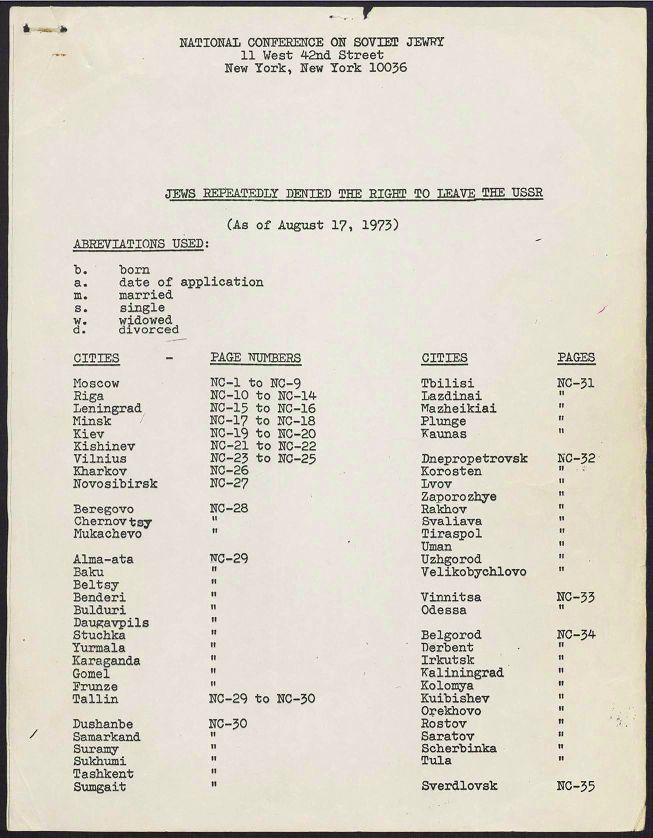 NATIONAL CONFERENCE ON SOVIET JEWRY
11 West 42nd Street
New York, New York 10036
JEWS REPEATEDLY DENIED THE RIGHT TO LEAVE THE USSR
(As of August 17, 1973)
ABREVIATIONS USED:
b. born
a. date of application
m. married
s. single
w. widowed
d. divorced
CITIES - PAGE NUMBERS
Moscow NC-1 to NC-9
Riga NC-10 to NC-14
Leningrad NC-15 to NC-16
Minsk NC-17 to NC-18
Kiev NC-19 to NC-20
Kishinev NC-21 to NC-22
Vilnius NC-23 to NC-25
Kharkov NC-26
Novosibirsk NC-27
Beregovo NC-28
Chernovtsy "
Mukachevo "
Alma-ata NC-29
Baku "
Beltsy "
Benderi "
Bulduri "
Daugavpils "
Stuchka "
Yurmala "
Karaganda "
Gomel "
Frunze "
Tallin NC-29 to NC-30
Dushanbe NC-30
Samarkand "
Suramy "
Sukhumi "
Tashkent "
Sumgait "
CITIES PAGES
Tbilisi NC-31
Lazdinai "
Mazheikiai "
Plunge "
Kaunas "
Dnepropetrovsk NC-32
Korosten "
Lvov "
Zaporozhye "
Rakhov "
Svaliava "
Tiraspol "
Uman "
Uzhgorod "
Velikobychlovo "
Vinnitsa NC-33
Odessa "
Belgorod NC-34
Derbent "
Irkutsk "
Kaliningrad "
Kolomya "
Kuibishev "
Orekhovo "
Rostov "
Saratov "
Scherbinka "
Tula "
Sverdlovsk NC-35